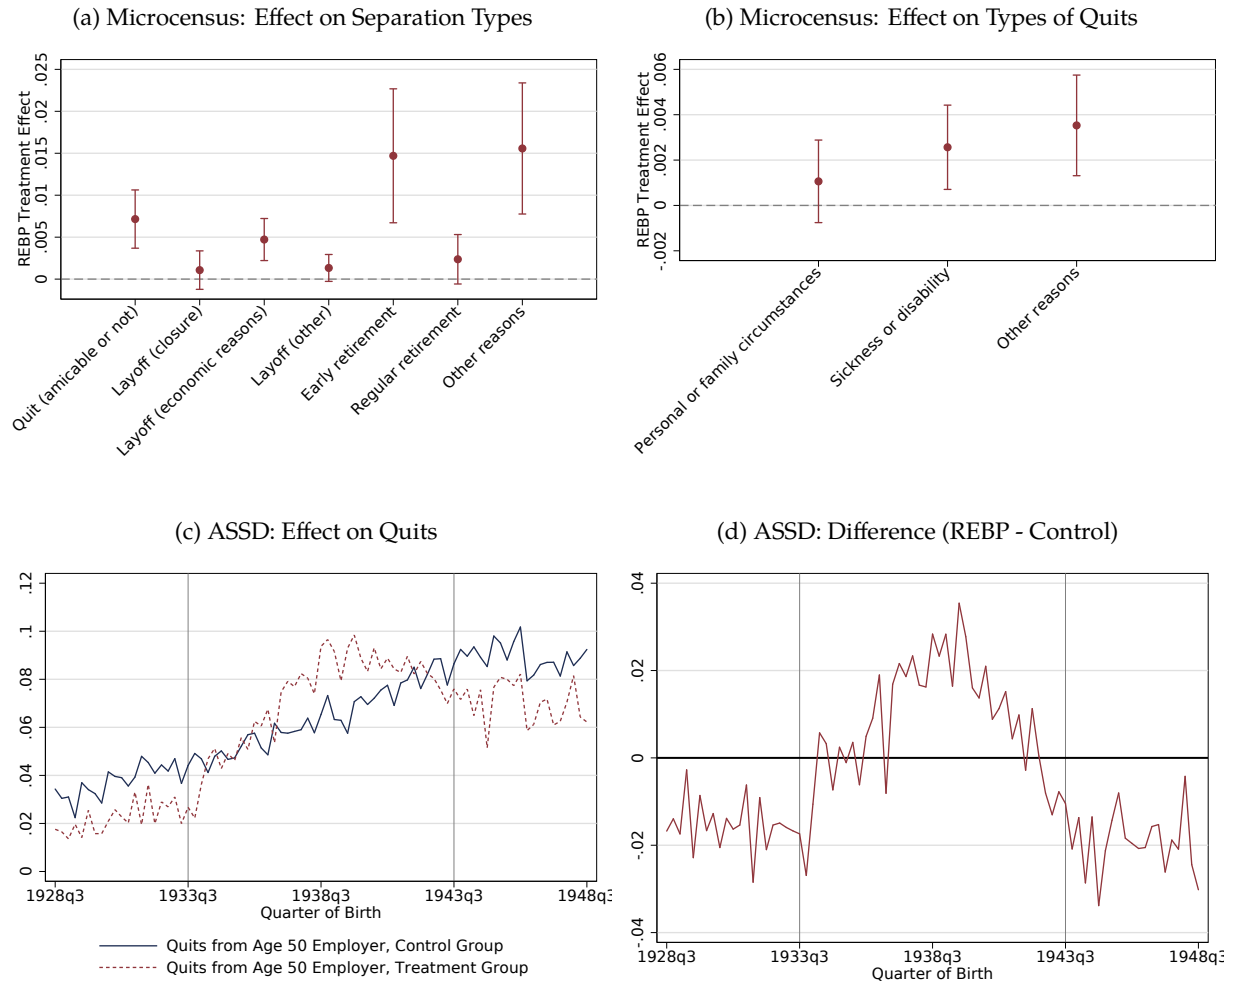 (a) Microcensus: Effect on Separation Types
REBP Treatment Effect
.025
.02
.015
.01
.005
0
Quit (amicable or not)
Layoff (closure)
Layoff (economic reasons)
Layoff (other)
Early retirement
Regular retirement
Other reasons
(b) Microcensus: Effect on Types of Quits
REBP Treatment Effect
.006
.004
.002
0
-.002
Personal or family circumstances
Sickness or disability
Other reasons
(c) ASSD: Effect on Quits
.12
.1
.08
.06
.04
.02
0
1928q3 1933q3 1938q3 1943q3 1948q3
Quarter of Birth
Quits from Age 50 Employer, Control Group
Quits from Age 50 Employer, Treatment Group
(d) ASSD: Difference (REBP - Control)
.04
.02
0
-.02
-.04
1928q3 1933q3 1938q3 1943q3 1948q3
Quarter of Birth